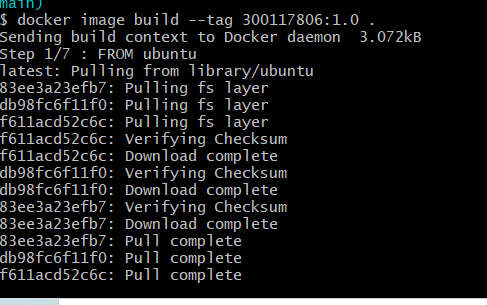 main)
$ docker image build --tag 300117806:1.0 .
Sending build context to Docker daemon  3.072kB
Step 1/7 : FROM ubuntu
latest: Pulling from library/ubuntu
83ee3a23efb7: Pulling fs layer
db98fc6f11f0: Pulling fs layer
f611acd52c6c: Pulling fs layer
f611acd52c6c: Verifying Checksum
f611acd52c6c: Download complete
db98fc6f11f0: Verifying Checksum
db98fc6f11f0: Download complete
83ee3a23efb7: Verifying Checksum
83ee3a23efb7: Download complete
83ee3a23efb7: Pull complete
db98fc6f11f0: Pull complete
f611acd52c6c: Pull complete